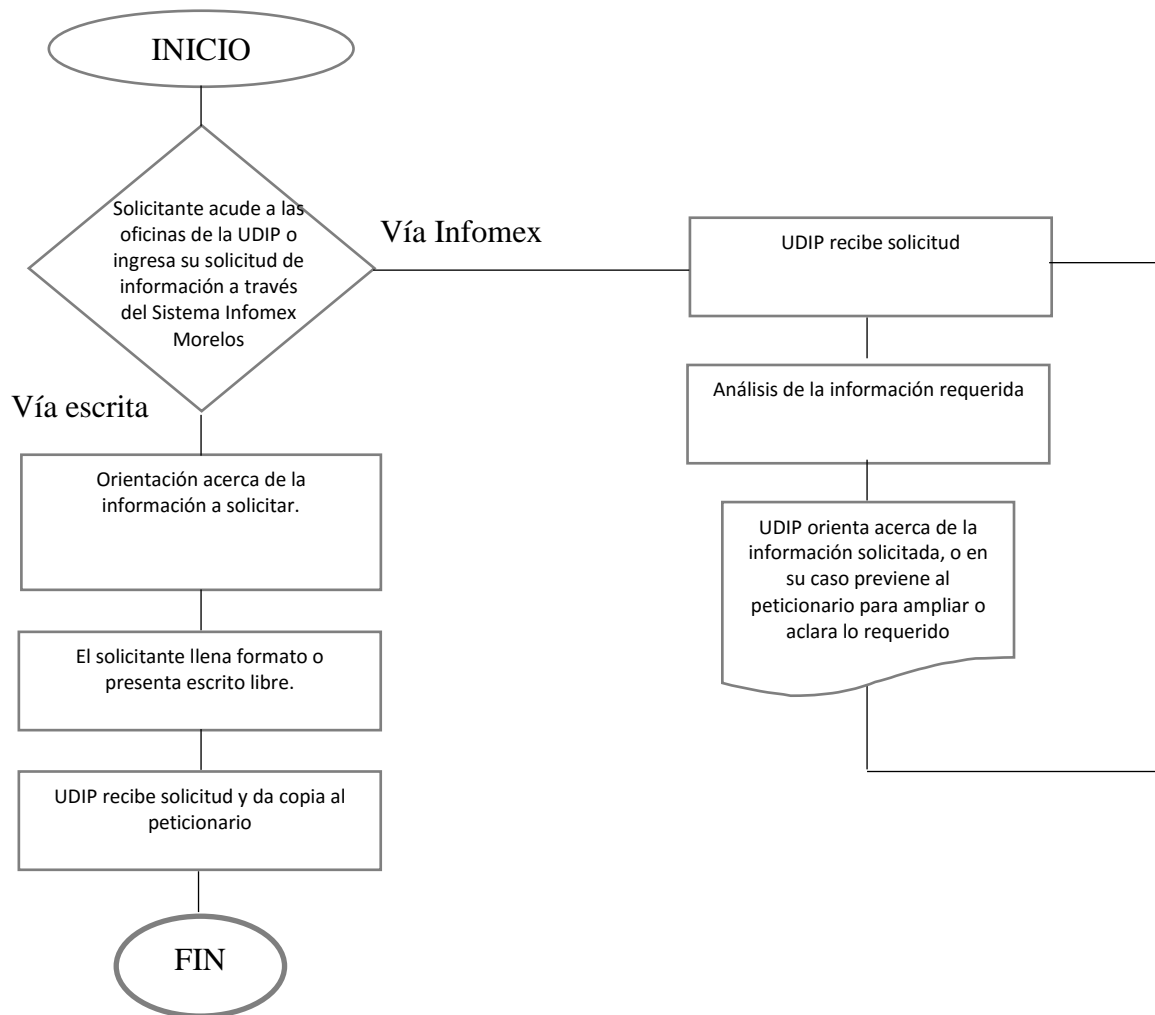 INICIO
Solicitante acude a las
oficinas de la UDIP o
ingresa su solicitud de
información a través
del Sistema Infomex
Morelos
Vía Infomex
Vía escrita
Orientación acerca de la
información a solicitar.
El solicitante llena formato o
presenta escrito libre.
UDIP recibe solicitud y da copia al
peticionario
FIN
UDIP recibe solicitud
Análisis de la información requerida
UDIP orienta acerca de la
información solicitada, o en
su caso previene al
peticionario para ampliar o
aclara lo requerido